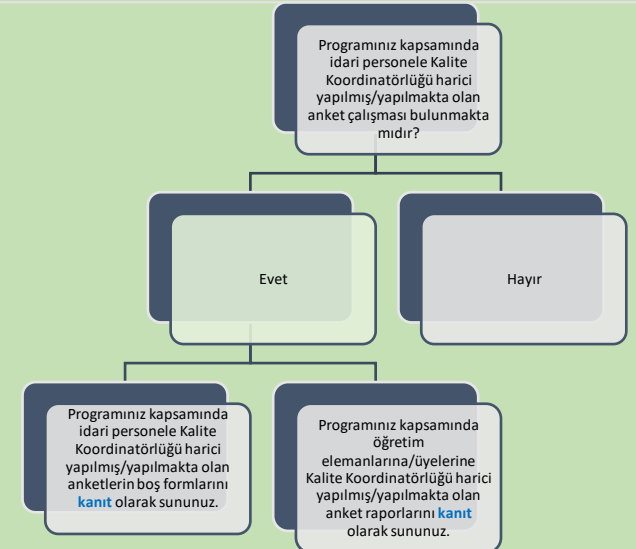 Programınız kapsamında
idari personele Kalite
Koordinatörlüğü harici
yapılmış/yapılmakta olan
anket çalışması bulunmakta
mıdır?
Evet
Hayır
Programınız kapsamında
idari personele Kalite
Koordinatörlüğü harici
yapılmış/yapılmakta olan
anketlerin boş formlarını
kanıt olarak sununuz.
Programınız kapsamında
öğretim
elemanlarına/üyelerine
Kalite Koordinatörlüğü harici
yapılmış/yapılmakta olan
anket raporlarını kanıt
olarak sununuz.